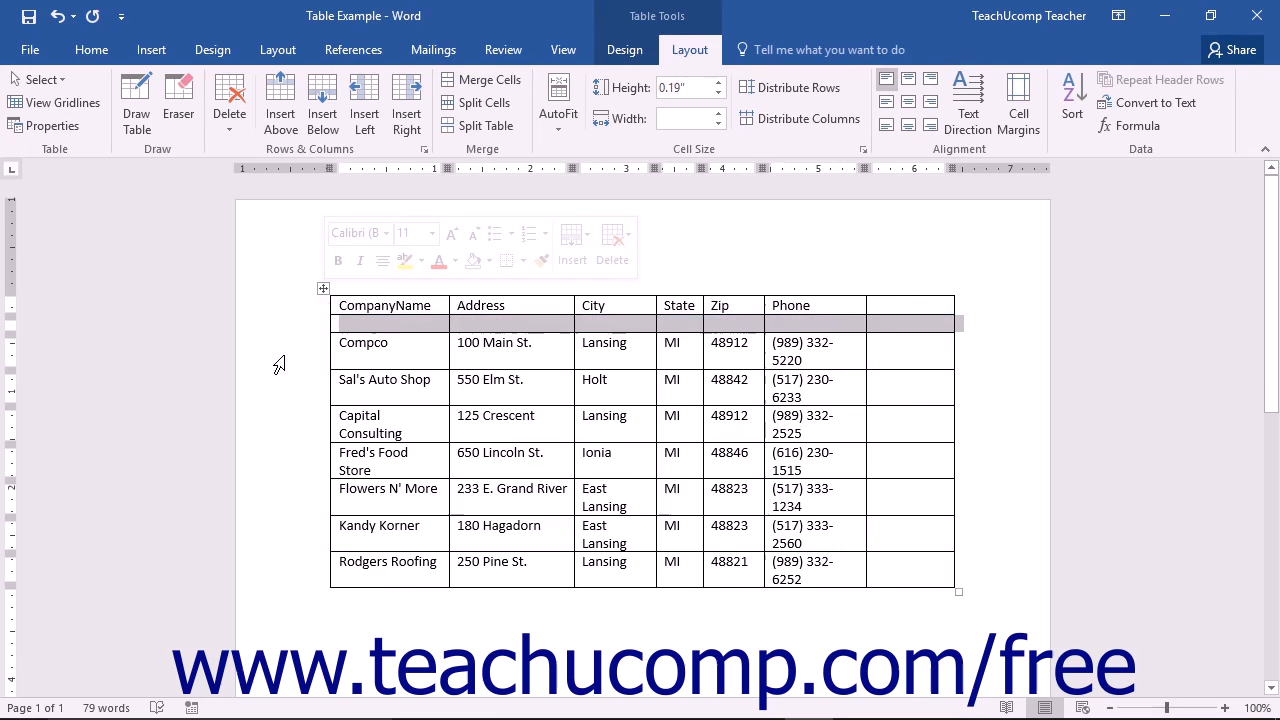 Table Example - Word
Table Tools
TeachUcomp Teacher
File Home Insert Design Layout References Mailings Review View Design Layout Tell me what you want to do Share
Select
View Gridlines
Properties
Table
Draw Table
Eraser
Draw
Delete
Insert Above
Insert Below
Insert Left
Insert Right
Rows & Columns
Merge Cells
Split Cells
Split Table
Merge
AutoFit
Height: 0.19"
Width:
Distribute Rows
Distribute Columns
Cell Size
Text Direction
Cell Margins
Alignment
Sort
Repeat Header Rows
Convert to Text
Formula
Data
1 1 2 3 4 5 6 7
Calibri (B 11
B I A Insert Delete
CompanyName Address City State Zip Phone
Compco 100 Main St. Lansing MI 48912 (989) 332-
5220
Sal's Auto Shop 550 Elm St. Holt MI 48842 (517) 230-
6233
Capital 125 Crescent Lansing MI 48912 (989) 332-
Consulting 2525
Fred's Food 650 Lincoln St. Ionia MI 48846 (616) 230-
Store 1515
Flowers N' More 233 E. Grand River East MI 48823 (517) 333-
Lansing 1234
Kandy Korner 180 Hagadorn East MI 48823 (517) 333-
Lansing 2560
Rodgers Roofing 250 Pine St. Lansing MI 48821 (989) 332-
6252
www.teachucomp.com/free
Page 1 of 1 79 words 100%